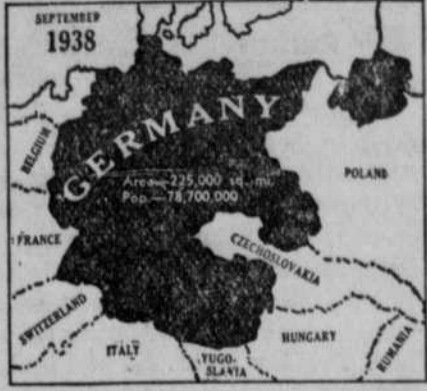 SEPTEMBER
1938
GERMANY
Area—225,000 sq. mi.
Pop.—78,700,000
BELGIUM
POLAND
FRANCE
CZECHOSLOVAKIA
SWITZERLAND
ITALY
YUGO-
SLAVIA
HUNGARY
RUMANIA